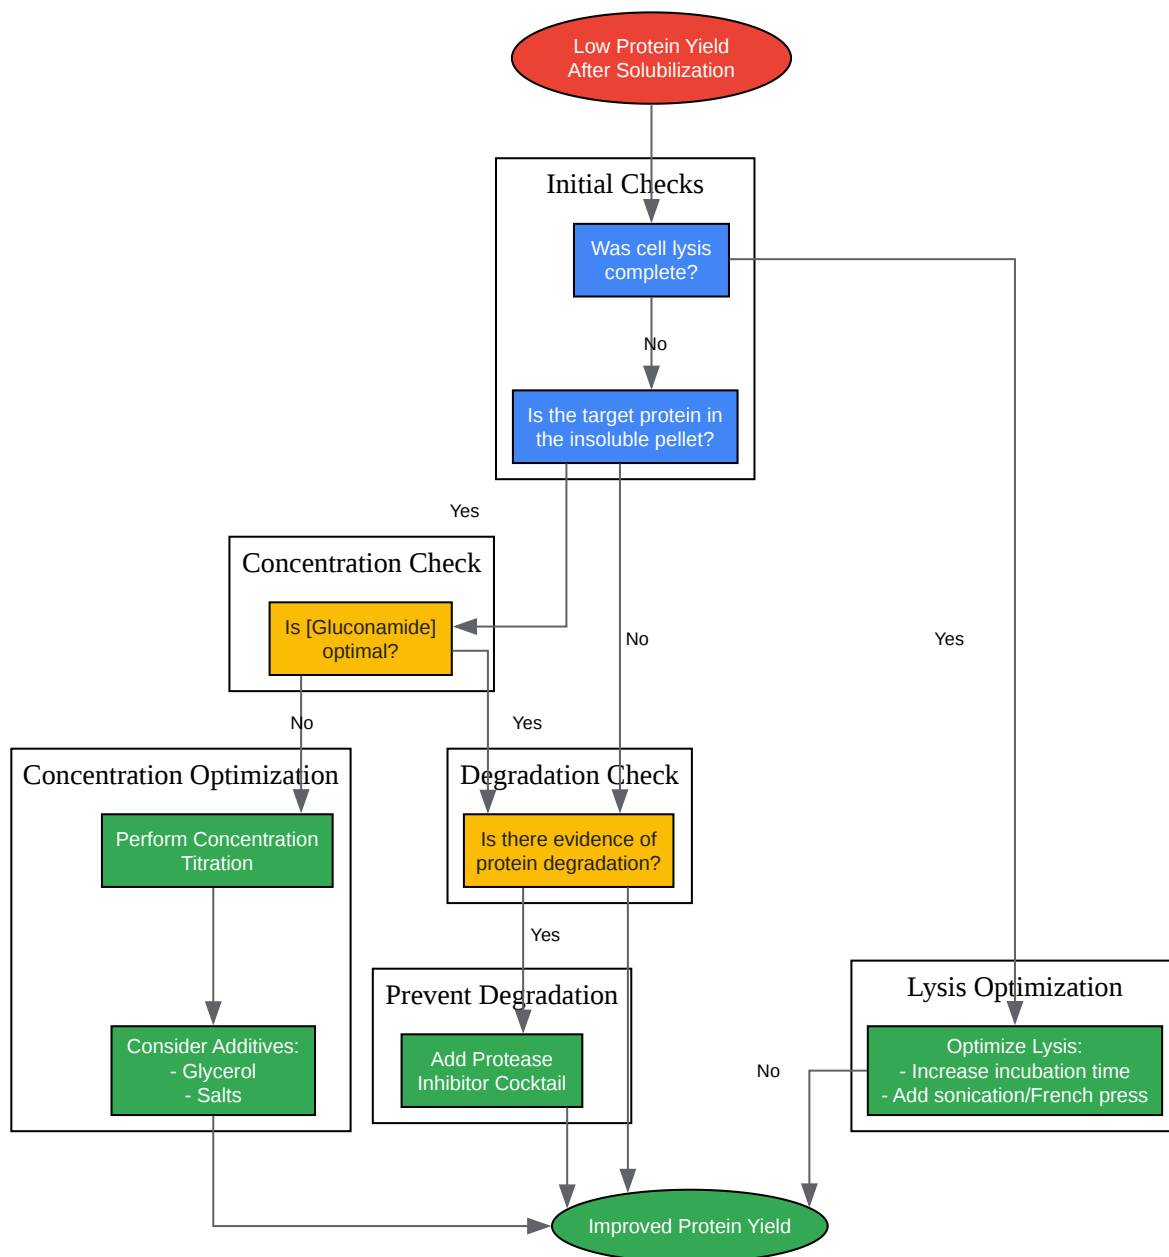 Low Protein Yield
After Solubilization
Initial Checks
Was cell lysis
complete?
No
Is the target protein in
the insoluble pellet?
Yes
Concentration Check
Is [Gluconamide]
optimal?
No
Yes
No
Yes
Concentration Optimization
Degradation Check
Perform Concentration
Titration
Is there evidence of
protein degradation?
Yes
Prevent Degradation
Lysis Optimization
Consider Additives:
- Glycerol
- Salts
Add Protease
Inhibitor Cocktail
No
Optimize Lysis:
- Increase incubation time
- Add sonication/French press
Improved Protein Yield